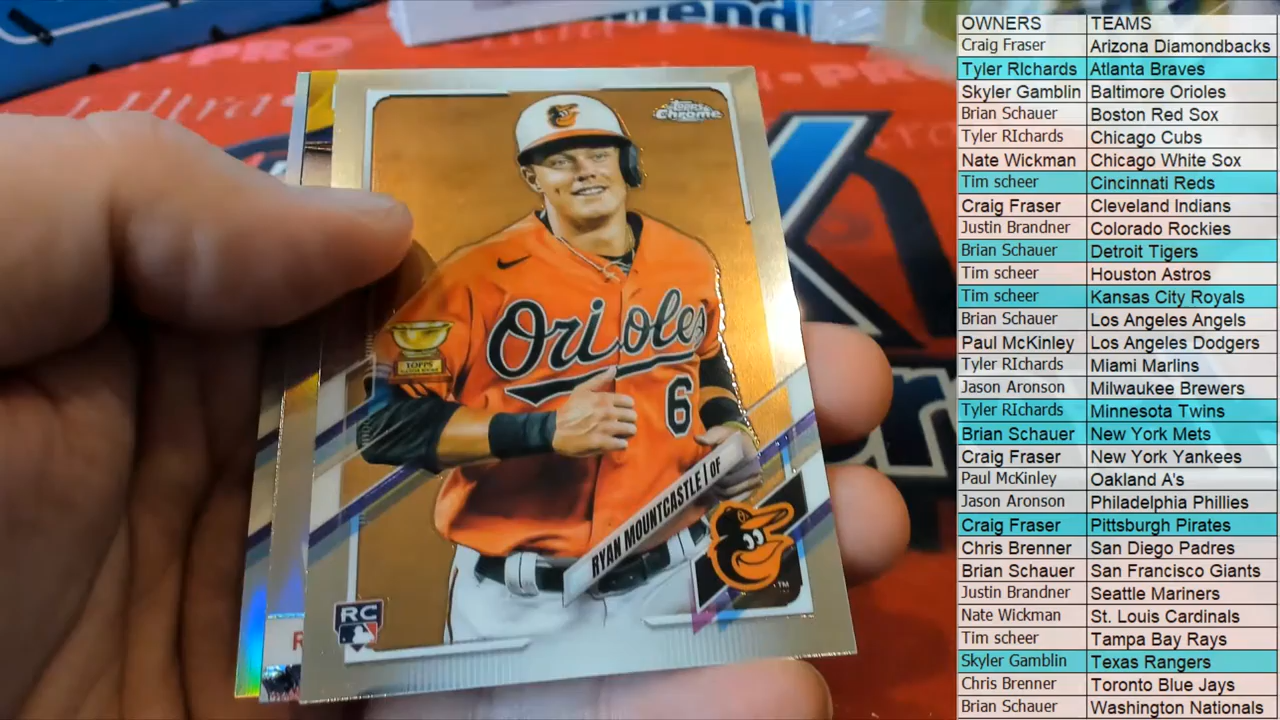 endi
PRO
Ultra
PRO
Topps
Chrome
Orioles
6
TOPPS
RYAN MOUNTCASTLE | OF
TM
RC
R
OWNERS TEAMS
Craig Fraser Arizona Diamondbacks
Tyler RIchards Atlanta Braves
Skyler Gamblin Baltimore Orioles
Brian Schauer Boston Red Sox
Tyler RIchards Chicago Cubs
Nate Wickman Chicago White Sox
Tim scheer Cincinnati Reds
Craig Fraser Cleveland Indians
Justin Brandner Colorado Rockies
Brian Schauer Detroit Tigers
Tim scheer Houston Astros
Tim scheer Kansas City Royals
Brian Schauer Los Angeles Angels
Paul McKinley Los Angeles Dodgers
Tyler RIchards Miami Marlins
Jason Aronson Milwaukee Brewers
Tyler RIchards Minnesota Twins
Brian Schauer New York Mets
Craig Fraser New York Yankees
Paul McKinley Oakland A's
Jason Aronson Philadelphia Phillies
Craig Fraser Pittsburgh Pirates
Chris Brenner San Diego Padres
Brian Schauer San Francisco Giants
Justin Brandner Seattle Mariners
Nate Wickman St. Louis Cardinals
Tim scheer Tampa Bay Rays
Skyler Gamblin Texas Rangers
Chris Brenner Toronto Blue Jays
Brian Schauer Washington Nationals